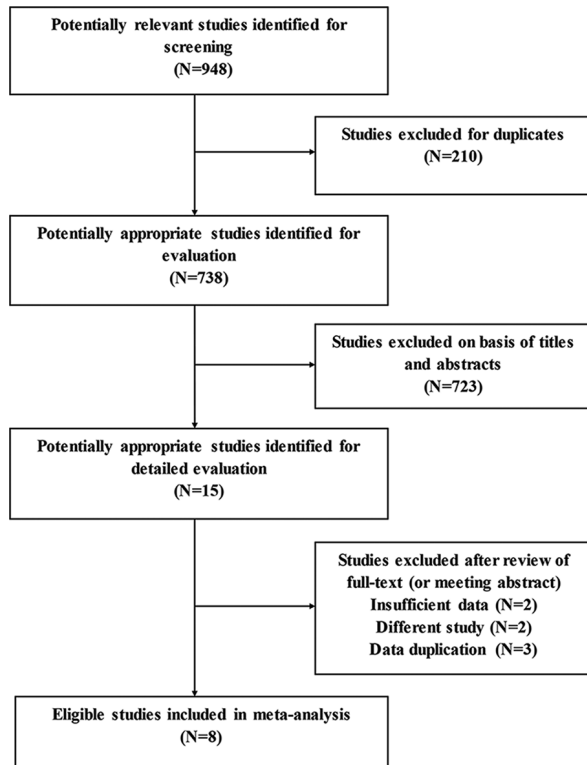 Potentially relevant studies identified for
screening
(N=948)
Studies excluded for duplicates
(N=210)
Potentially appropriate studies identified for
evaluation
(N=738)
Studies excluded on basis of titles
and abstracts
(N=723)
Potentially appropriate studies identified for
detailed evaluation
(N=15)
Studies excluded after review of
full-text (or meeting abstract)
Insufficient data (N=2)
Different study (N=2)
Data duplication (N=3)
Eligible studies included in meta-analysis
(N=8)